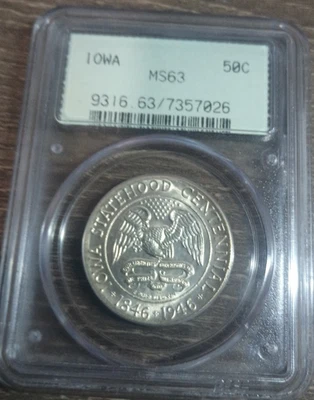 IOWA 50C
MS63
9316.63/7357026
IOWA STATEHOOD CENTENNIAL
1846 ★ 1946